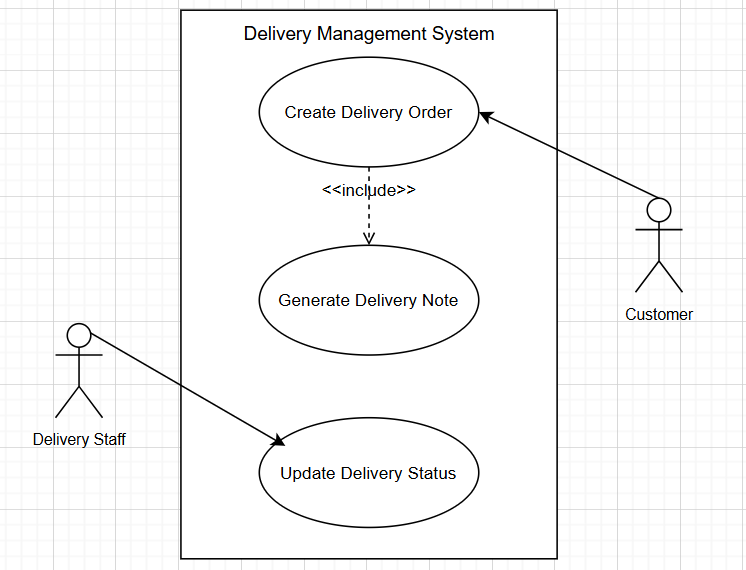 Delivery Management System
Create Delivery Order
<<include>>
Generate Delivery Note
Customer
Delivery Staff
Update Delivery Status